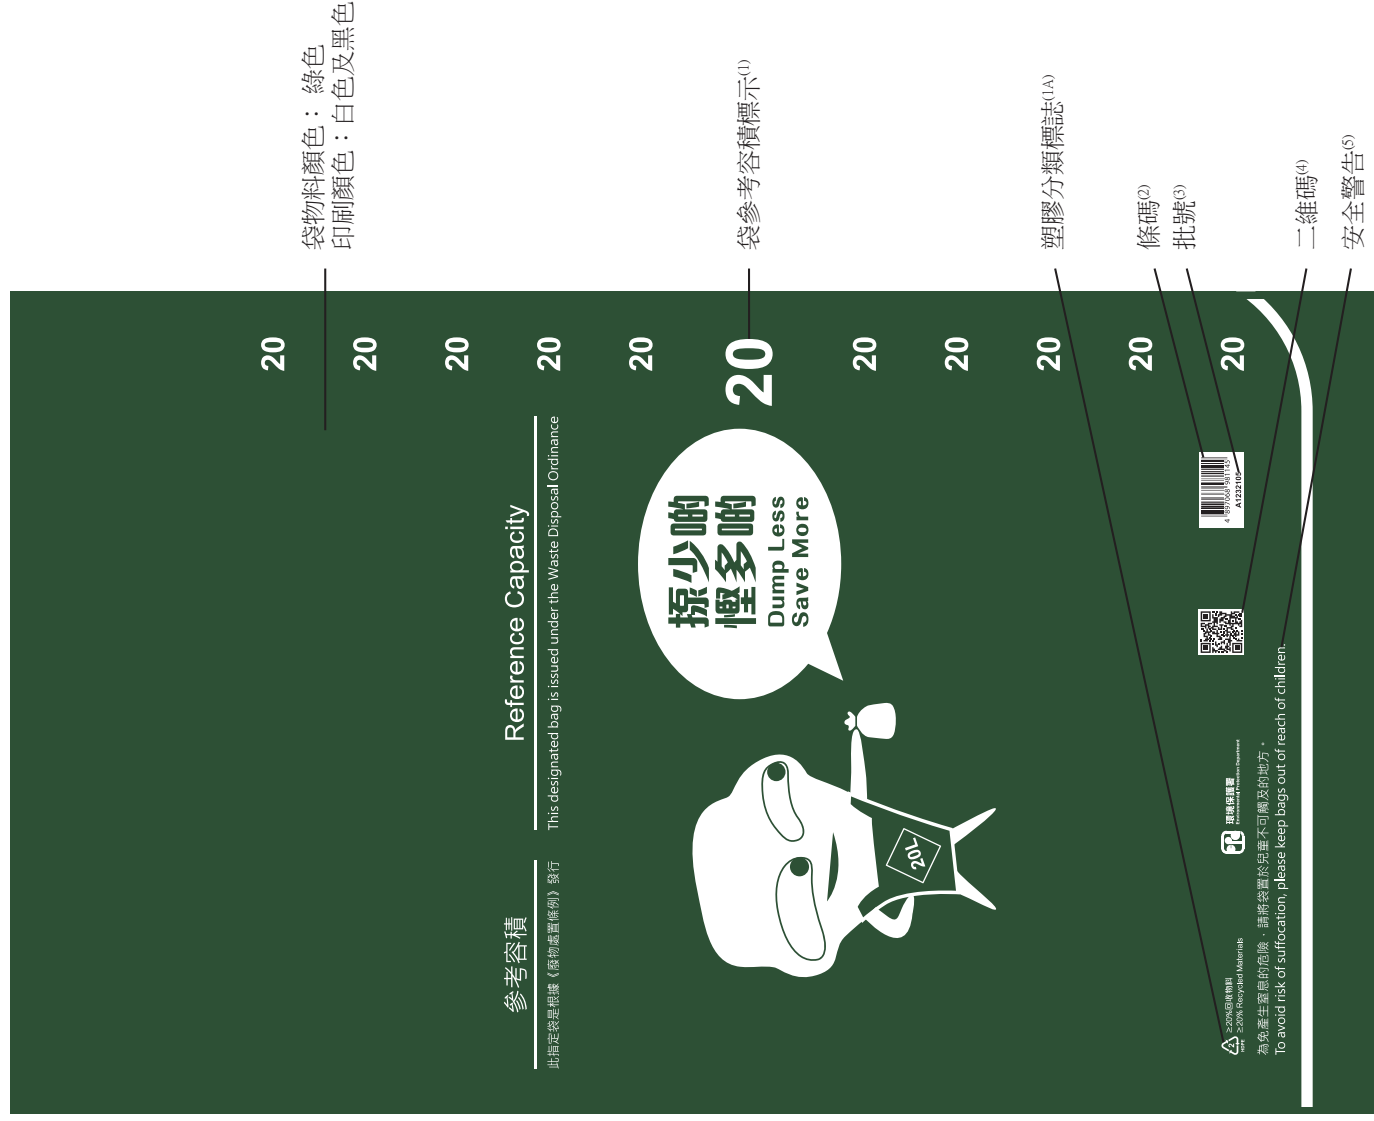 袋物料顏色： 綠色
印刷顏色：白色及黑色
袋參考容積標示(1)
塑膠分類標誌(1A)
條碼(2)
批號(3)
二維碼(4)
安全警告(5)
20
20
20
20
20
20
20
20
20
20
20
參考容積
Reference Capacity
此指定袋是根據《廢物處置條例》發行
This designated bag is issued under the Waste Disposal Ordinance
揼少啲
慳多啲
Dump Less
Save More
20L
4 897068 981145
A1232105
2
HDPE
≥20%回收物料
≥20% Recycled Materials
環境保護署
Environmental Protection Department
為免產生窒息的危險，請將袋置於兒童不可觸及的地方。
To avoid risk of suffocation, please keep bags out of reach of children.